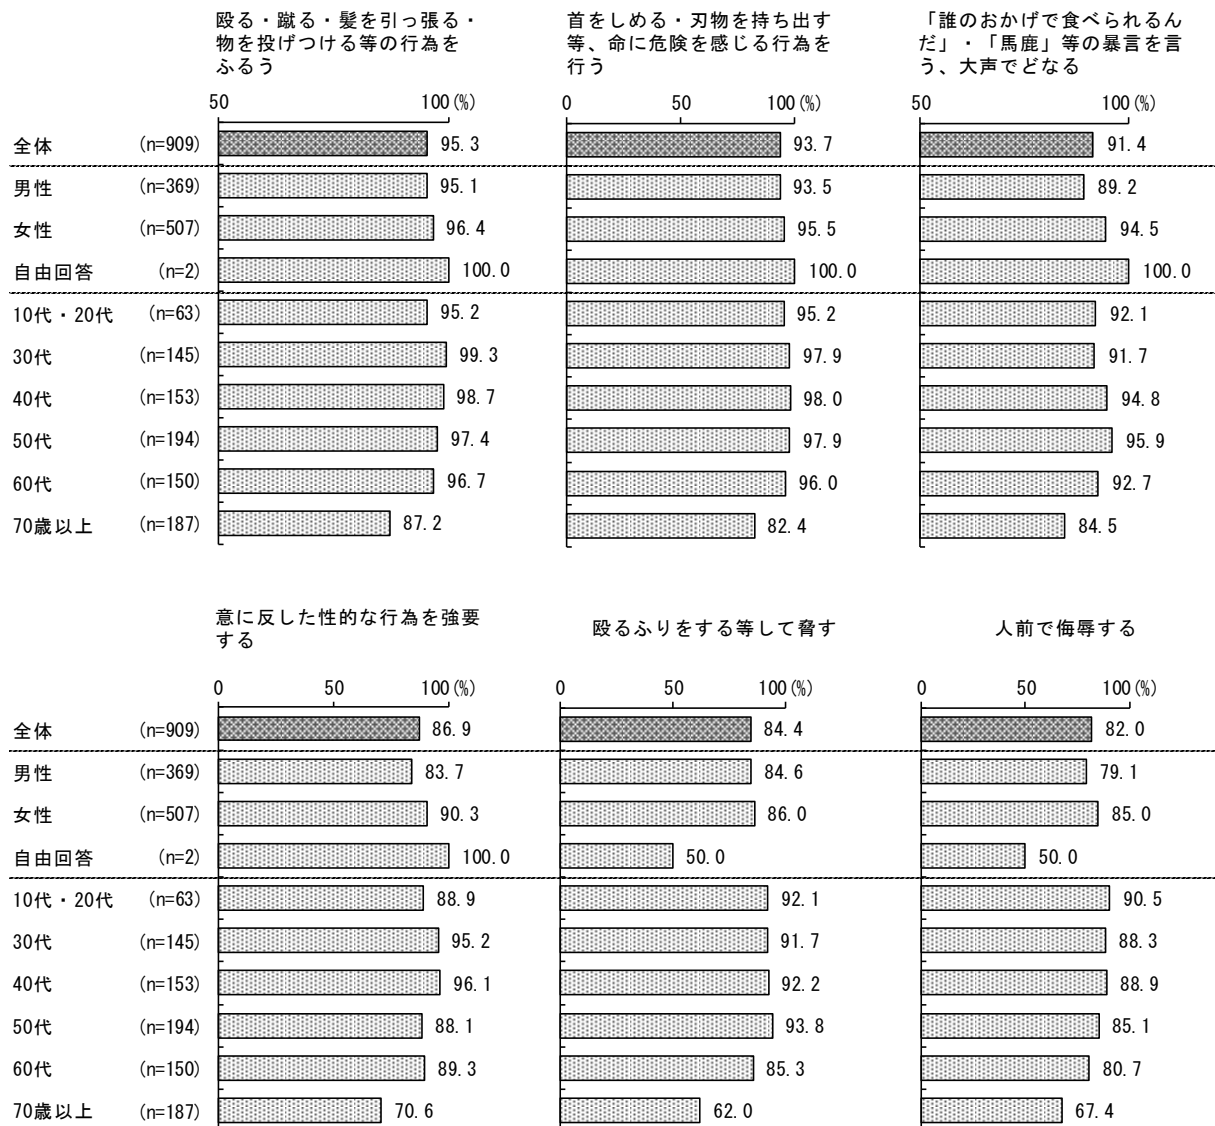 殴る・蹴る・髪を引っ張る・
物を投げつける等の行為を
ふるう
首をしめる・刃物を持ち出す
等、命に危険を感じる行為を
行う
「誰のおかげで食べられるん
だ」・「馬鹿」等の暴言を言
う、大声でどなる
50 100(%) 0 50 100(%) 50 100(%)
全体 (n=909) 95.3 93.7 91.4
男性 (n=369) 95.1 93.5 89.2
女性 (n=507) 96.4 95.5 94.5
自由回答 (n=2) 100.0 100.0 100.0
10代・20代 (n=63) 95.2 95.2 92.1
30代 (n=145) 99.3 97.9 91.7
40代 (n=153) 98.7 98.0 94.8
50代 (n=194) 97.4 97.9 95.9
60代 (n=150) 96.7 96.0 92.7
70歳以上 (n=187) 87.2 82.4 84.5
意に反した性的な行為を強要
する
殴るふりをする等して脅す
人前で侮辱する
0 50 100(%) 0 50 100(%) 0 50 100(%)
全体 (n=909) 86.9 84.4 82.0
男性 (n=369) 83.7 84.6 79.1
女性 (n=507) 90.3 86.0 85.0
自由回答 (n=2) 100.0 50.0 50.0
10代・20代 (n=63) 88.9 92.1 90.5
30代 (n=145) 95.2 91.7 88.3
40代 (n=153) 96.1 92.2 88.9
50代 (n=194) 88.1 93.8 85.1
60代 (n=150) 89.3 85.3 80.7
70歳以上 (n=187) 70.6 62.0 67.4